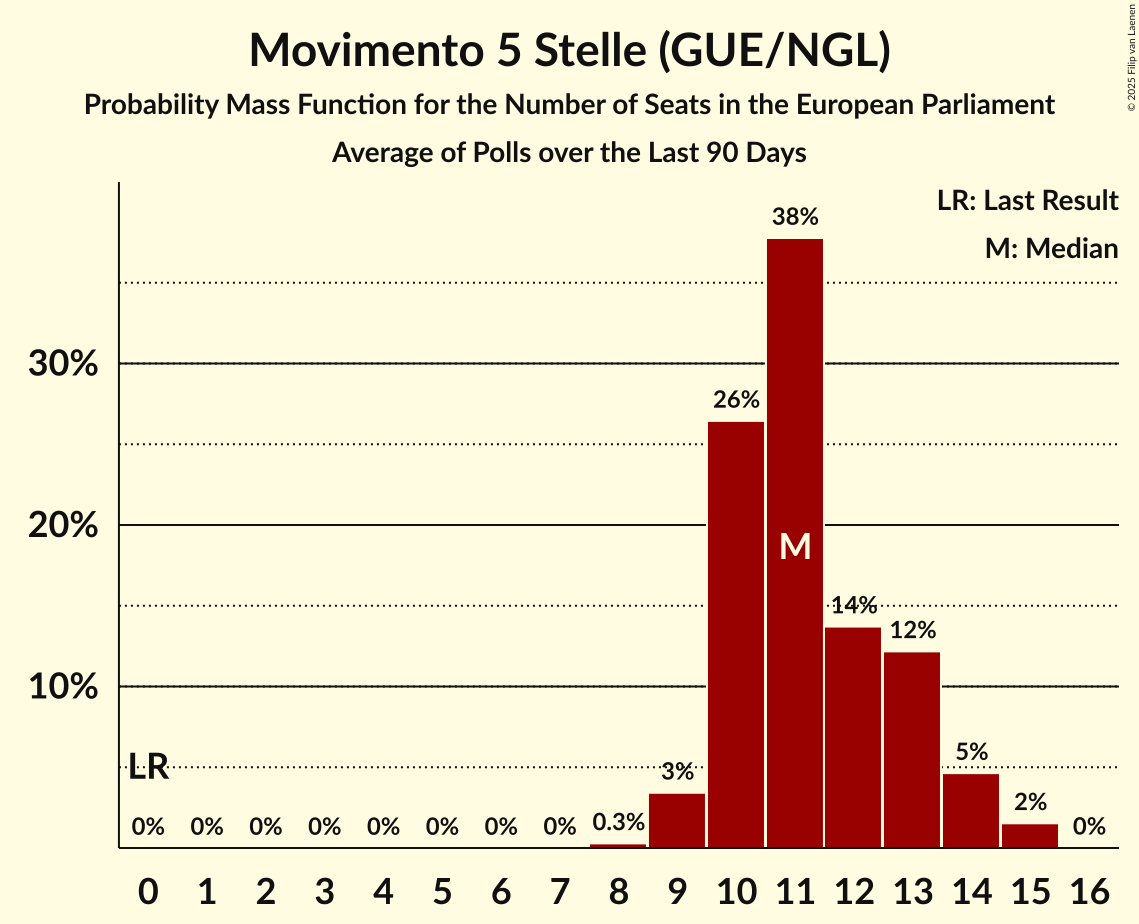 Movimento 5 Stelle (GUE/NGL)
Probability Mass Function for the Number of Seats in the European Parliament
Average of Polls over the Last 90 Days
© 2025 Filip van Laenen
LR: Last Result
M: Median
38%
30%
26%
20%
M
14%
12%
10%
LR
5%
3%
2%
0% 0% 0% 0% 0% 0% 0% 0% 0.3% 0%
0 1 2 3 4 5 6 7 8 9 10 11 12 13 14 15 16